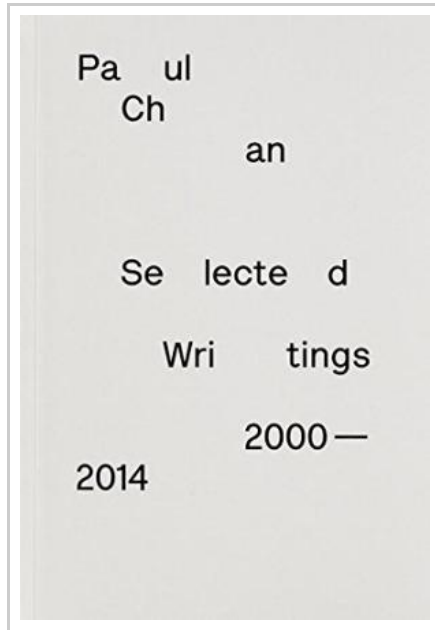 Pa ul
Ch
an
Se lecte d
Wri tings
2000—
2014